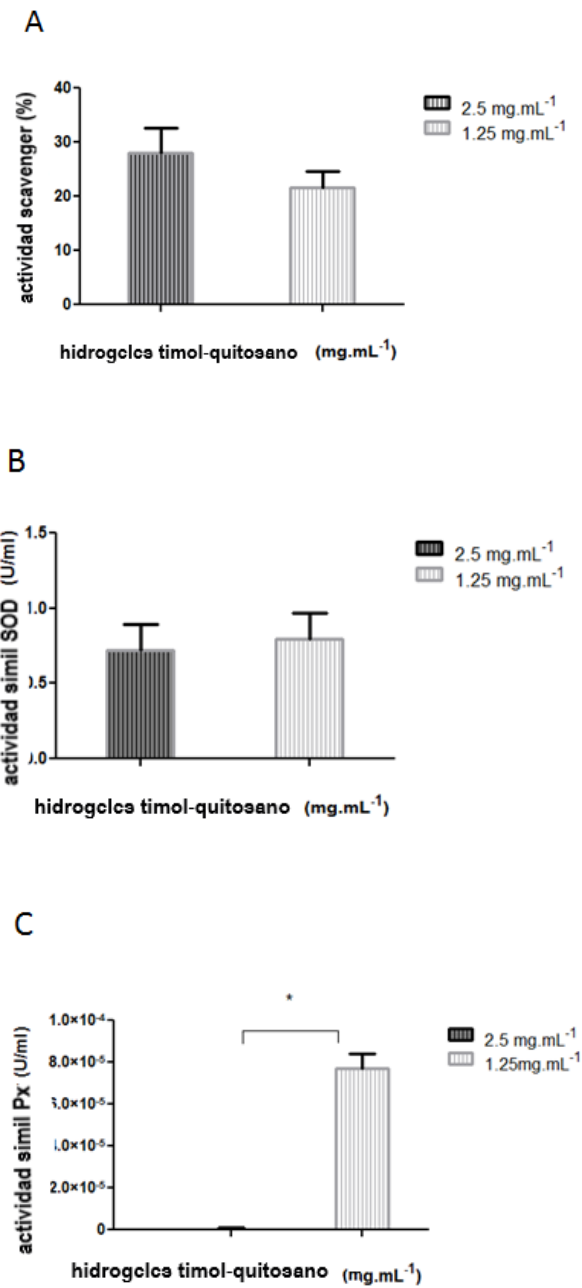 A
actividad scavenger (%)
40
30
20
10
0
2.5 mg.mL⁻¹
1.25 mg.mL⁻¹
hidrogeles timol-quitosano (mg.mL⁻¹)
B
actividad simil SOD (U/ml)
1.5
1.0
0.5
0.0
2.5 mg.mL⁻¹
1.25 mg.mL⁻¹
hidrogeles timol-quitosano (mg.mL⁻¹)
C
actividad simil Px (U/ml)
1.0×10⁻⁴
8.0×10⁻⁵
6.0×10⁻⁵
4.0×10⁻⁵
2.0×10⁻⁵
0
*
2.5 mg.mL⁻¹
1.25mg.mL⁻¹
hidrogeles timol-quitosano (mg.mL⁻¹)